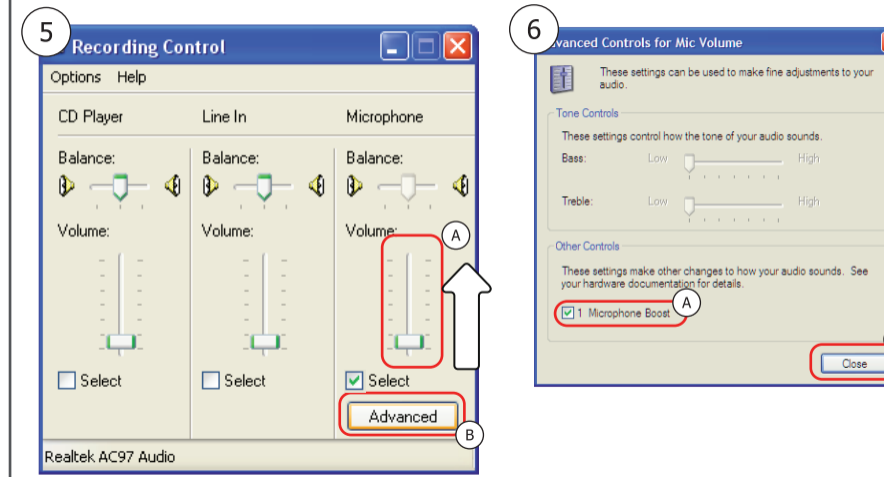 5
Recording Control
Options Help
CD Player Line In Microphone
Balance: Balance: Balance:
Volume: Volume: Volume:
A
Select Select Select
Advanced
B
Realtek AC97 Audio
6
vanced Controls for Mic Volume
These settings can be used to make fine adjustments to your
audio.
Tone Controls
These settings control how the tone of your audio sounds.
Bass: Low High
Treble: Low High
Other Controls
These settings make other changes to how your audio sounds. See
your hardware documentation for details.
A
1 Microphone Boost
Close